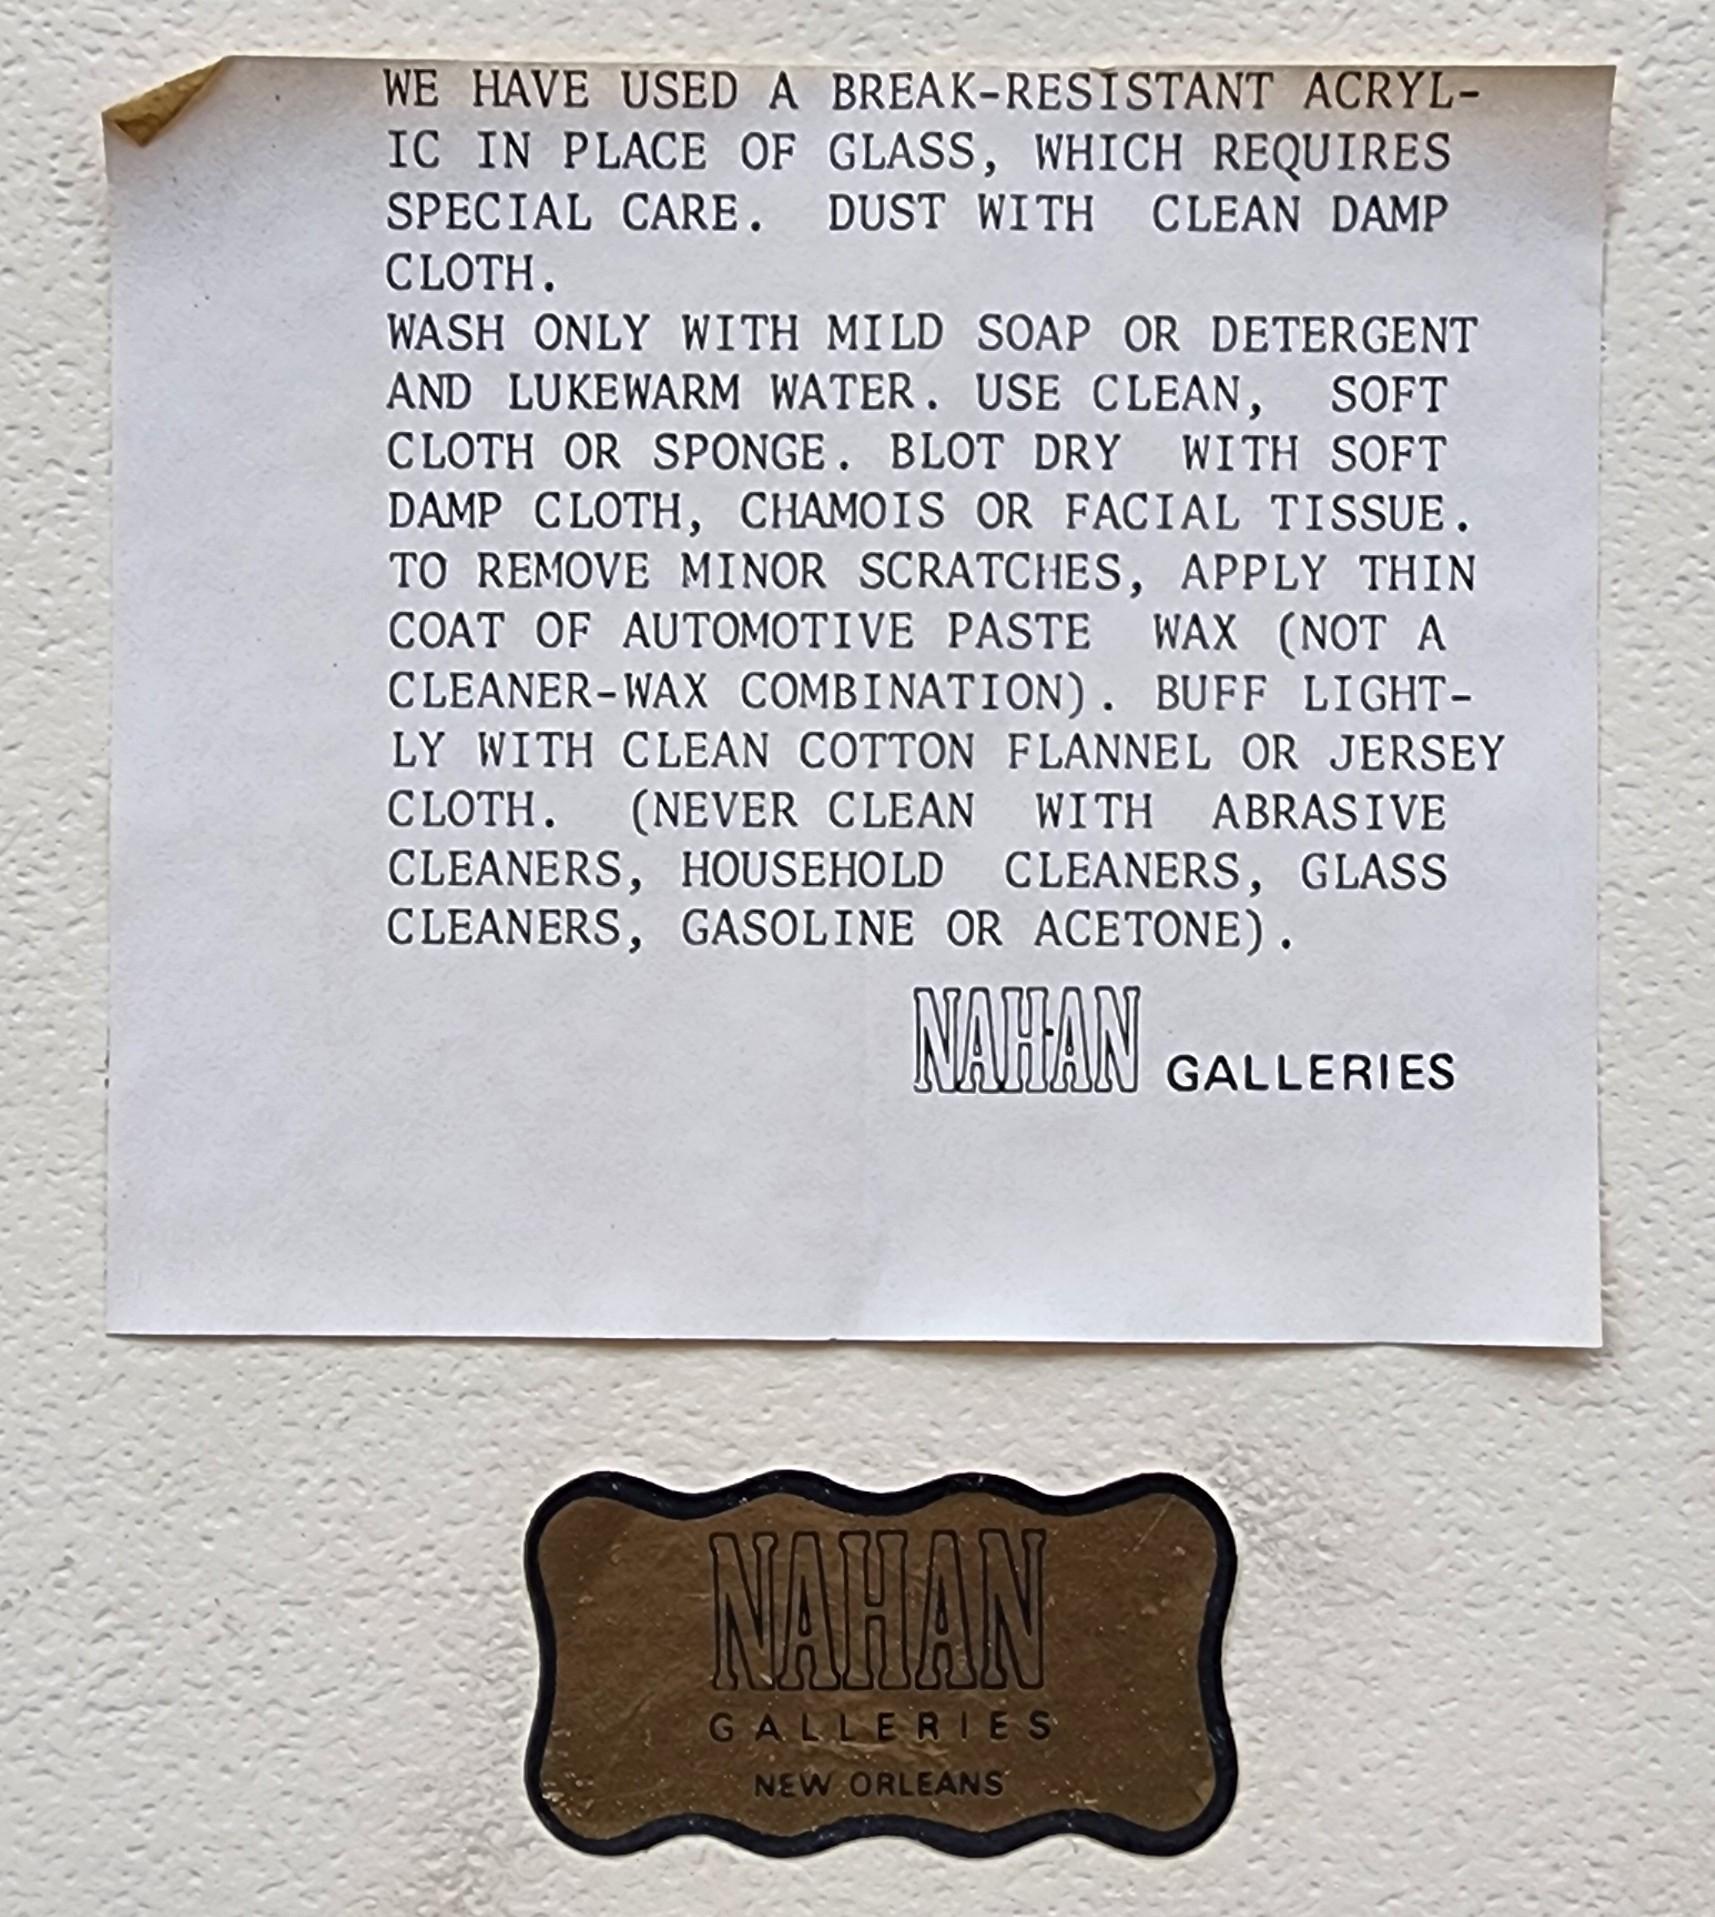 WE HAVE USED A BREAK-RESISTANT ACRYL-
IC IN PLACE OF GLASS, WHICH REQUIRES
SPECIAL CARE. DUST WITH CLEAN DAMP
CLOTH.
WASH ONLY WITH MILD SOAP OR DETERGENT
AND LUKEWARM WATER. USE CLEAN, SOFT
CLOTH OR SPONGE. BLOT DRY WITH SOFT
DAMP CLOTH, CHAMOIS OR FACIAL TISSUE.
TO REMOVE MINOR SCRATCHES, APPLY THIN
COAT OF AUTOMOTIVE PASTE WAX (NOT A
CLEANER-WAX COMBINATION). BUFF LIGHT-
LY WITH CLEAN COTTON FLANNEL OR JERSEY
CLOTH. (NEVER CLEAN WITH ABRASIVE
CLEANERS, HOUSEHOLD CLEANERS, GLASS
CLEANERS, GASOLINE OR ACETONE).
NAHAN GALLERIES
NAHAN
GALLERIES
NEW ORLEANS